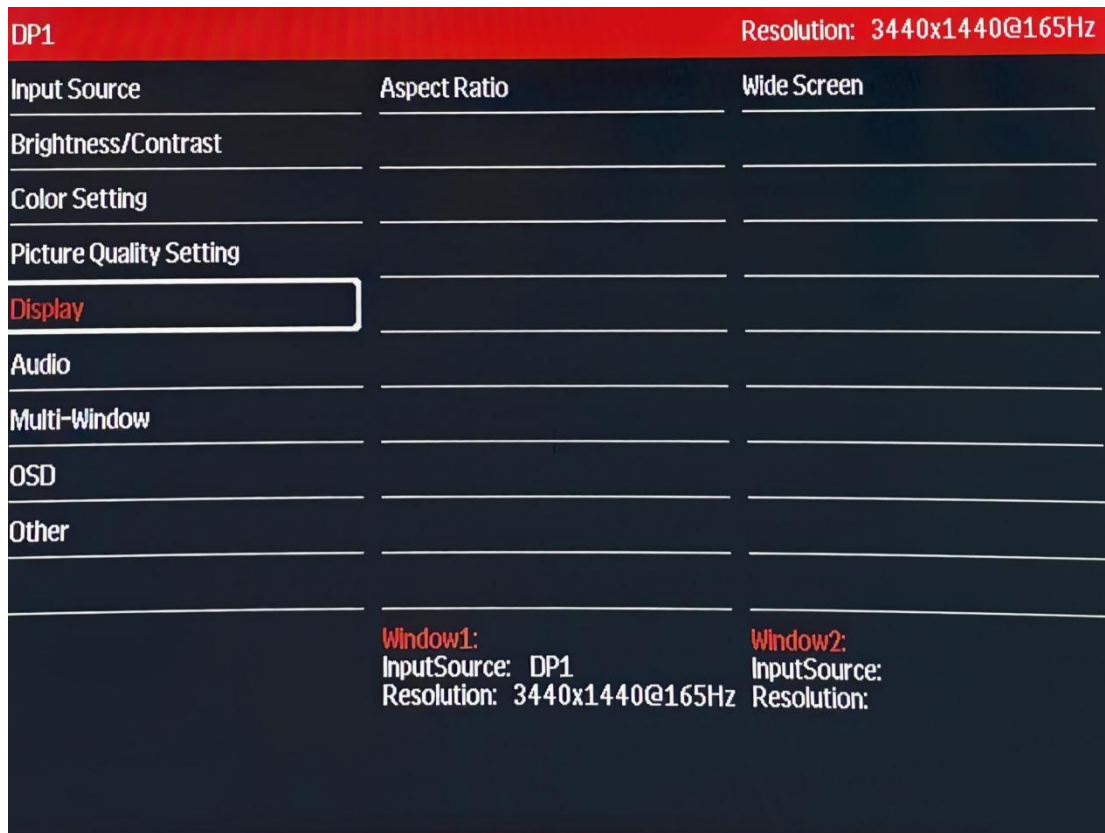 DP1 Resolution: 3440x1440@165Hz
Input Source Aspect Ratio Wide Screen
Brightness/Contrast
Color Setting
Picture Quality Setting
Display
Audio
Multi-Window
OSD
Other
Window1: Window2:
InputSource: DP1 InputSource:
Resolution: 3440x1440@165Hz Resolution: